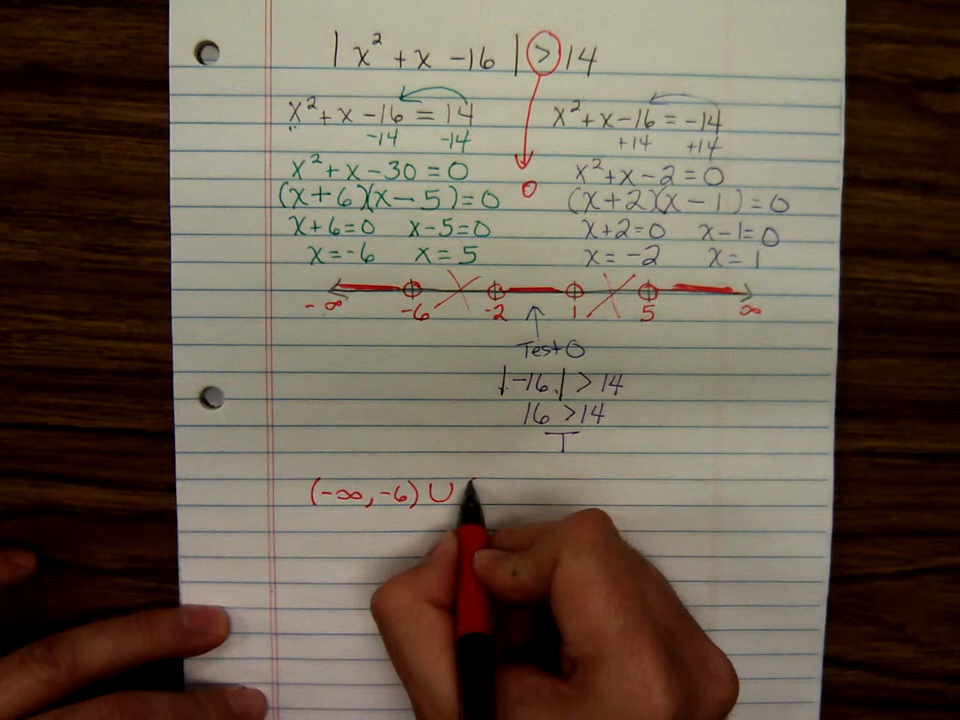 | x² + x - 16 | > 14
x² + x - 16 = 14
-14 -14
x² + x - 30 = 0
(x + 6)(x - 5) = 0
x + 6 = 0 x - 5 = 0
x = -6 x = 5
o
x² + x - 16 = -14
+14 +14
x² + x - 2 = 0
(x + 2)(x - 1) = 0
x + 2 = 0 x - 1 = 0
x = -2 x = 1
-∞ -6 -2 1 5 ∞
Test 0
|-16| > 14
16 > 14
T
(-∞, -6) ∪ (